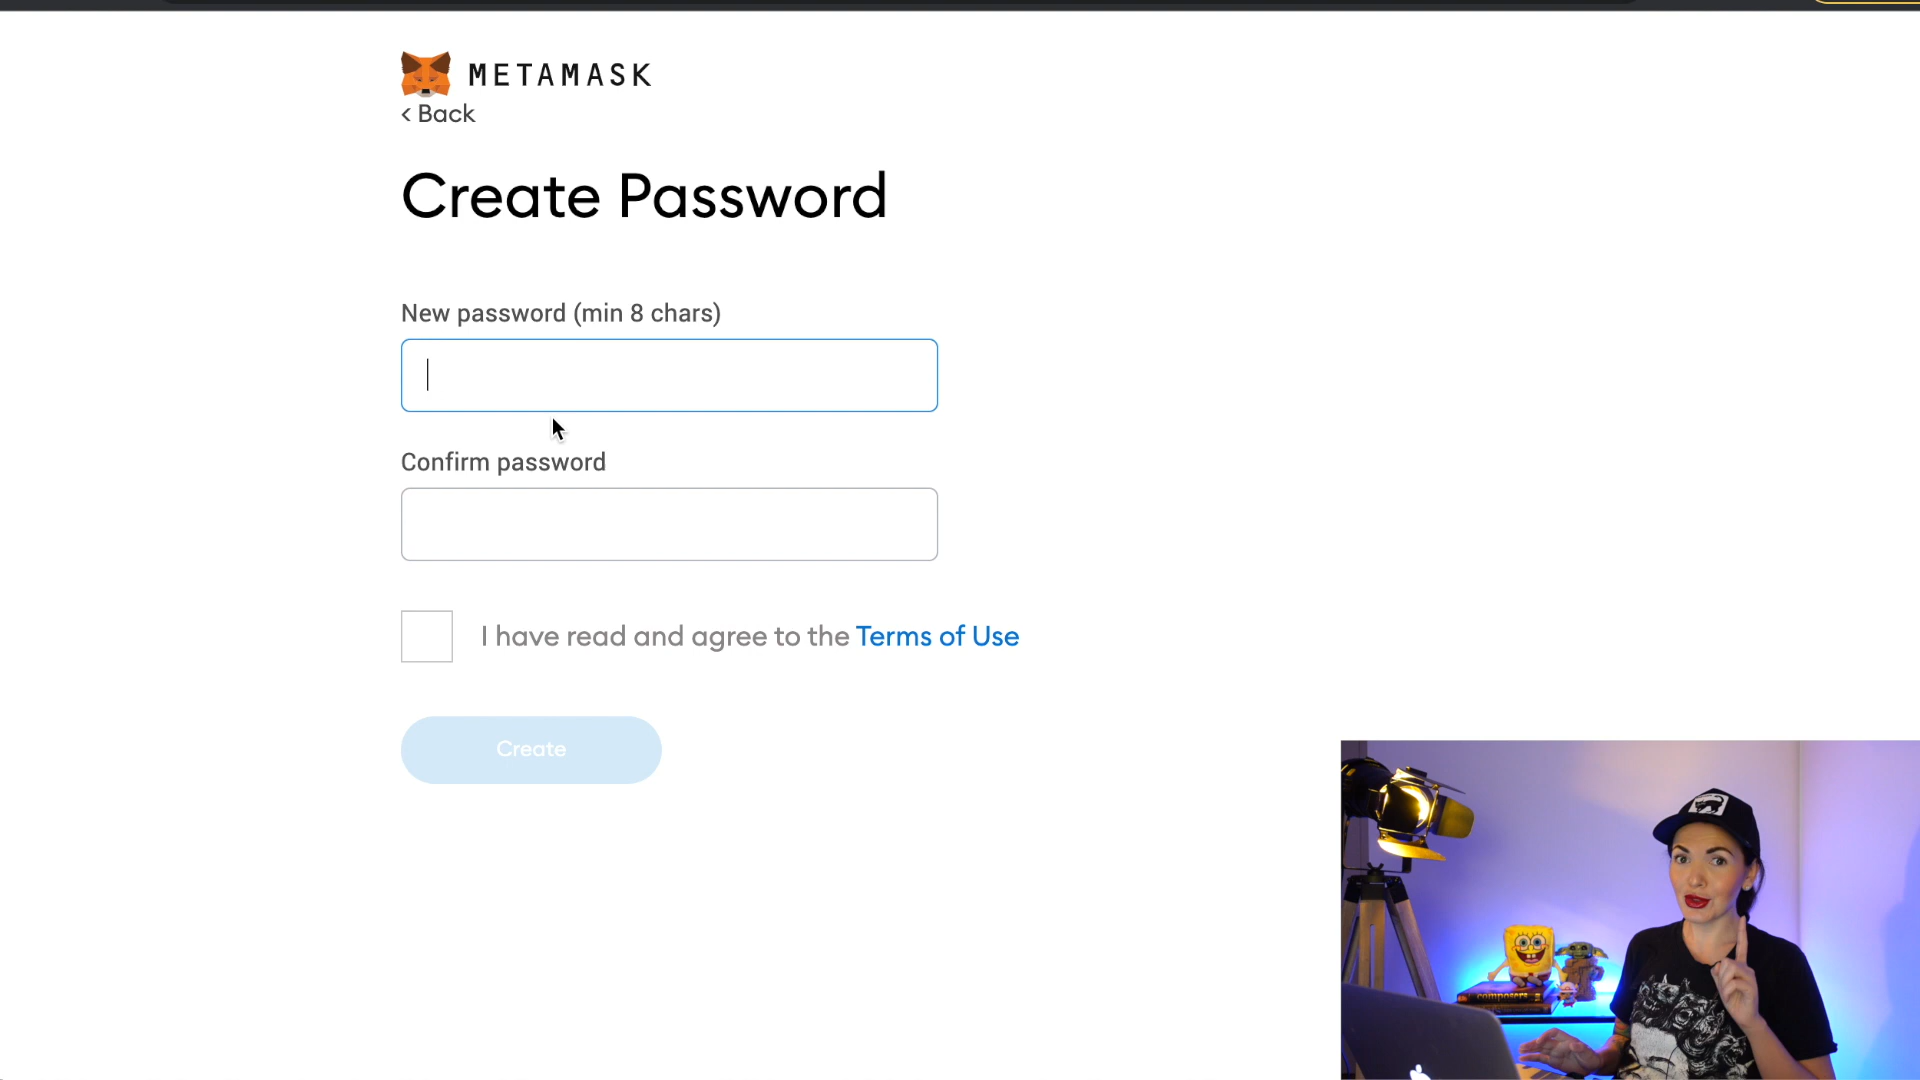 METAMASK
< Back
Create Password
New password (min 8 chars)
Confirm password
I have read and agree to the Terms of Use
Create
composers